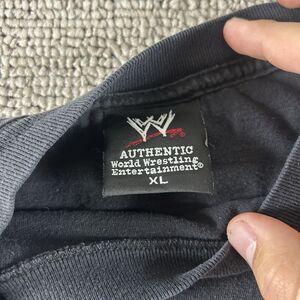 W
AUTHENTIC
World Wrestling
Entertainment®
XL